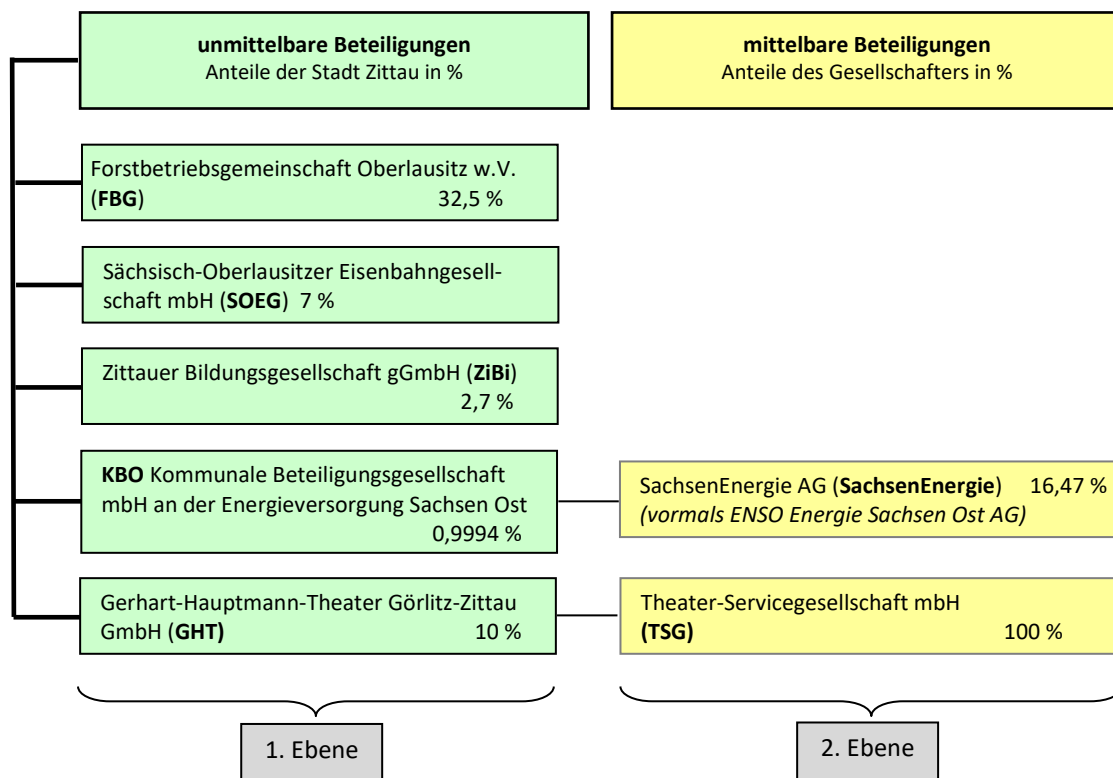 unmittelbare Beteiligungen
Anteile der Stadt Zittau in %
mittelbare Beteiligungen
Anteile des Gesellschafters in %
Forstbetriebsgemeinschaft Oberlausitz w.V.
(FBG) 32,5 %
Sächsisch-Oberlausitzer Eisenbahngesell-
schaft mbH (SOEG) 7 %
Zittauer Bildungsgesellschaft gGmbH (ZiBi)
2,7 %
KBO Kommunale Beteiligungsgesellschaft
mbH an der Energieversorgung Sachsen Ost
0,9994 %
SachsenEnergie AG (SachsenEnergie) 16,47 %
(vormals ENSO Energie Sachsen Ost AG)
Gerhart-Hauptmann-Theater Görlitz-Zittau
GmbH (GHT) 10 %
Theater-Servicegesellschaft mbH
(TSG) 100 %
1. Ebene
2. Ebene